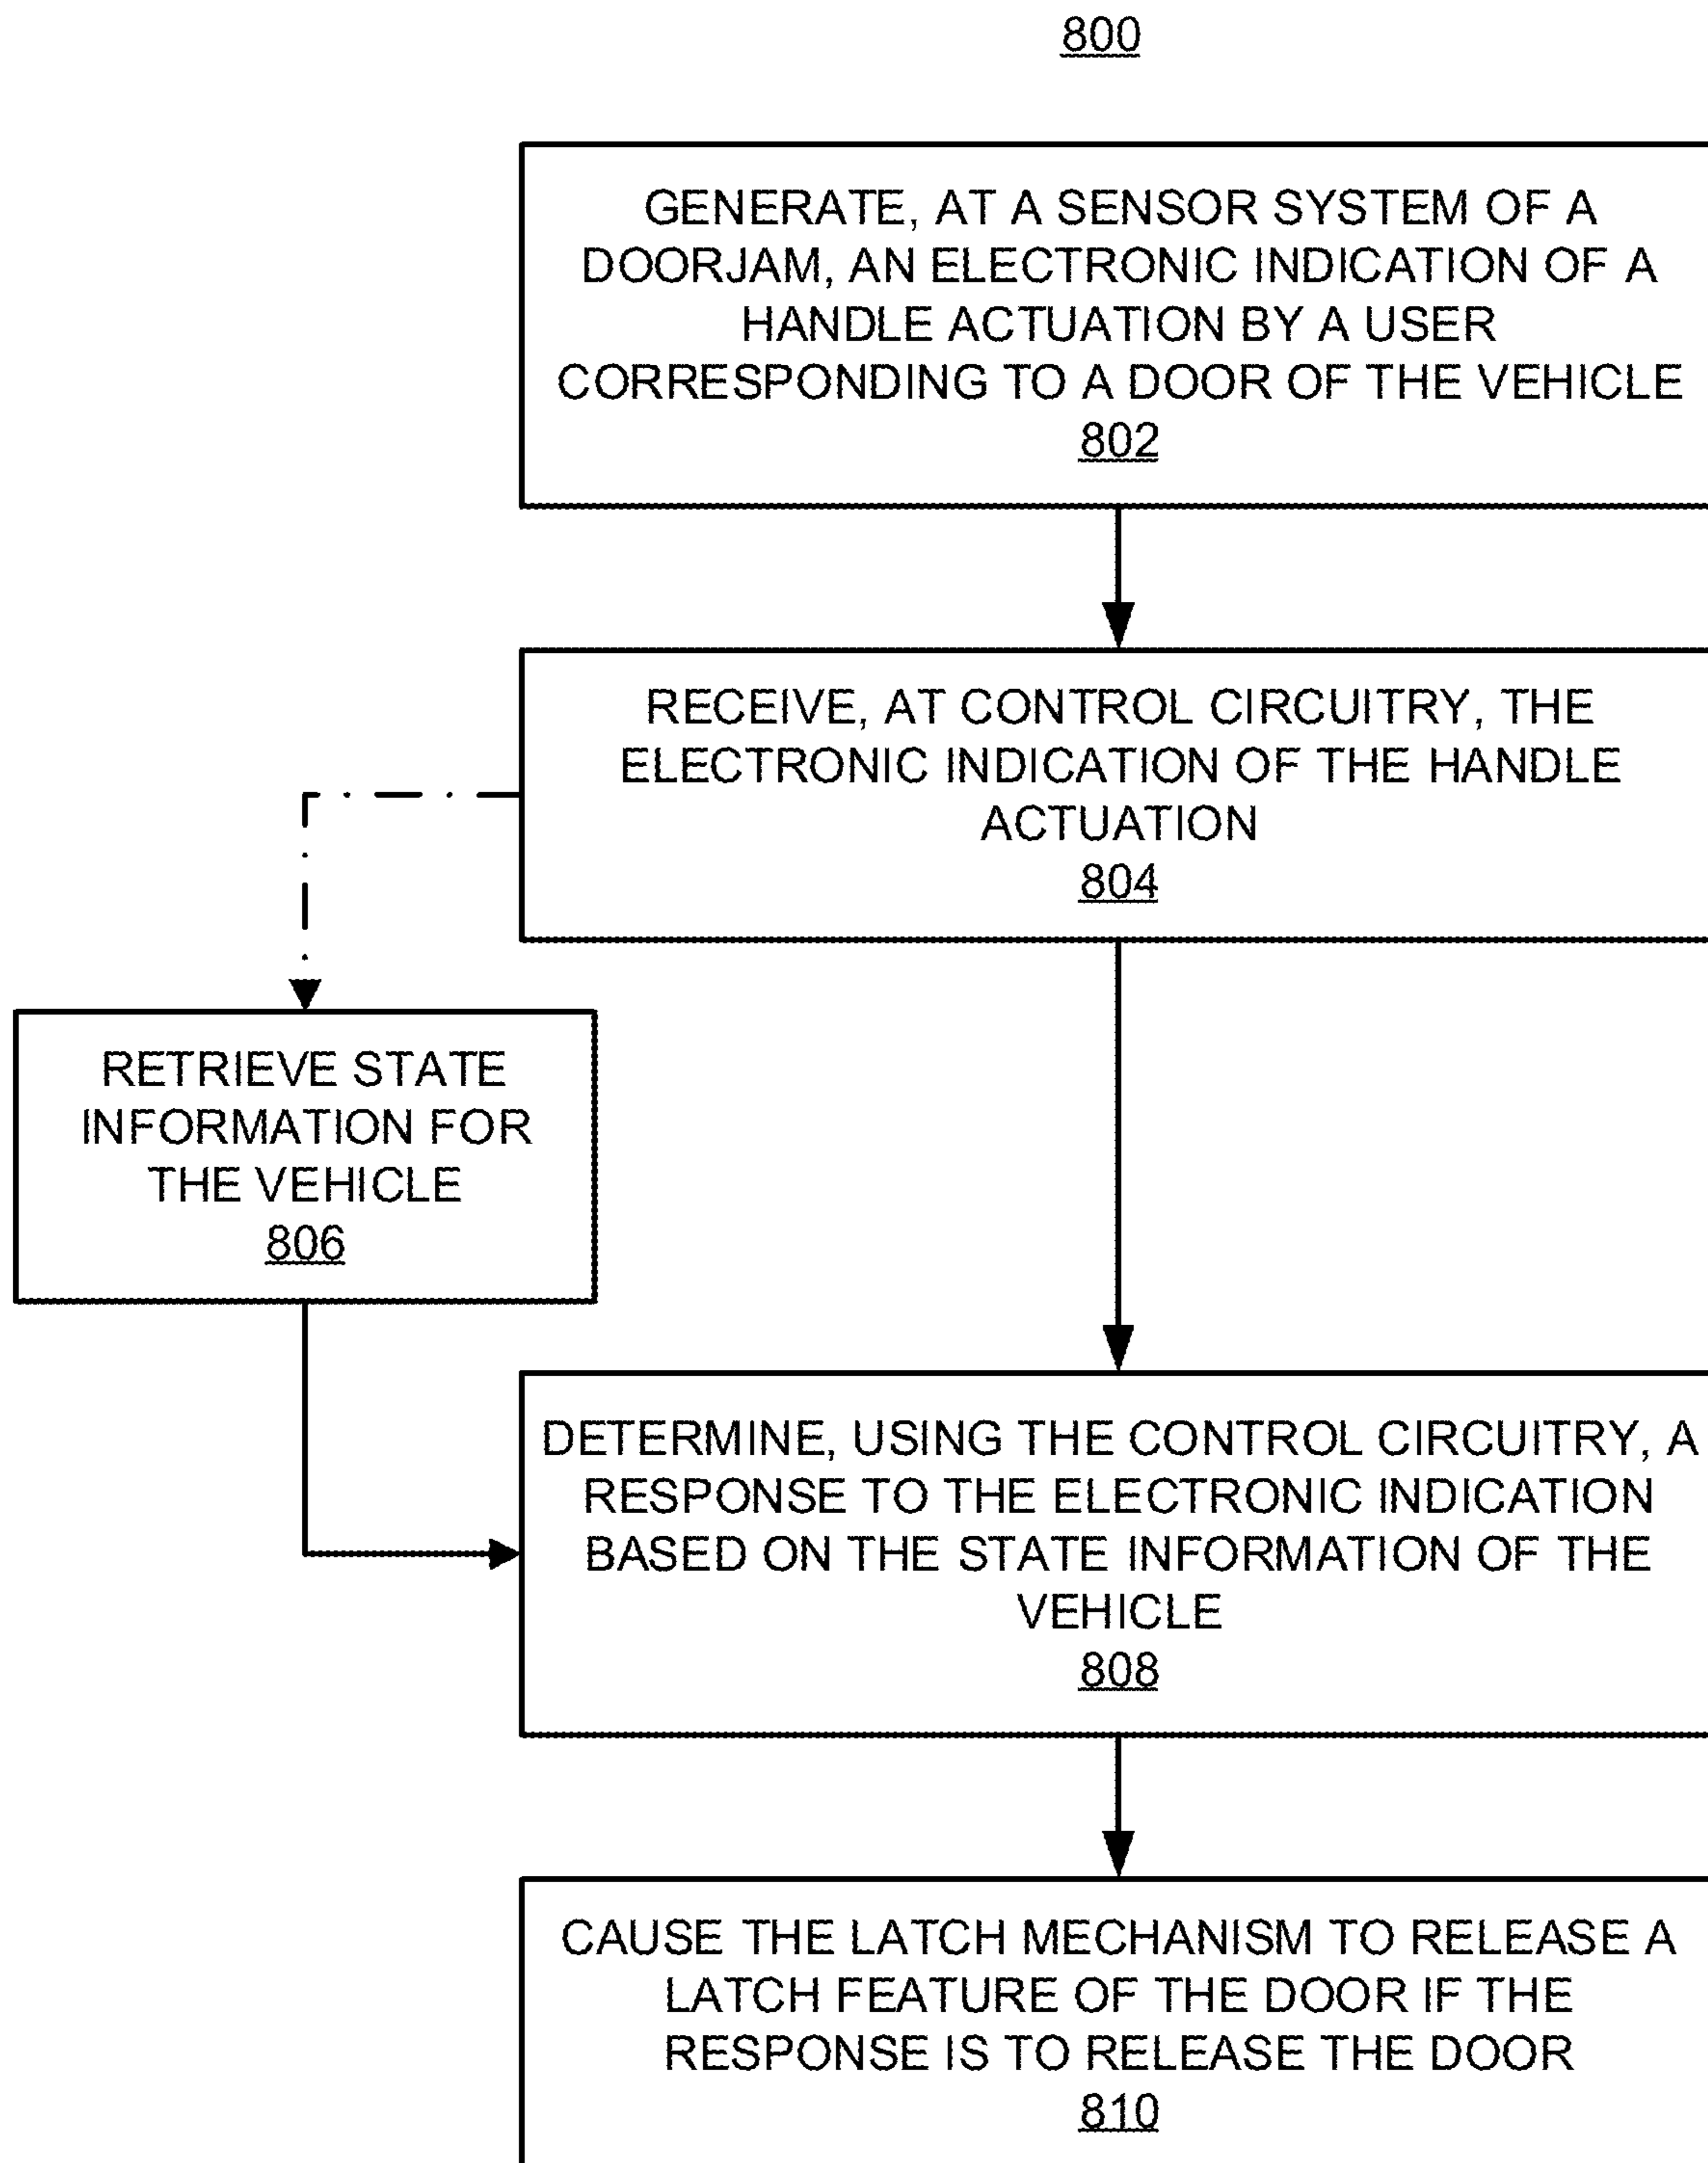 800
GENERATE, AT A SENSOR SYSTEM OF A
DOORJAM, AN ELECTRONIC INDICATION OF A
HANDLE ACTUATION BY A USER
CORRESPONDING TO A DOOR OF THE VEHICLE
802
RECEIVE, AT CONTROL CIRCUITRY, THE
ELECTRONIC INDICATION OF THE HANDLE
ACTUATION
804
RETRIEVE STATE
INFORMATION FOR
THE VEHICLE
806
DETERMINE, USING THE CONTROL CIRCUITRY, A
RESPONSE TO THE ELECTRONIC INDICATION
BASED ON THE STATE INFORMATION OF THE
VEHICLE
808
CAUSE THE LATCH MECHANISM TO RELEASE A
LATCH FEATURE OF THE DOOR IF THE
RESPONSE IS TO RELEASE THE DOOR
810